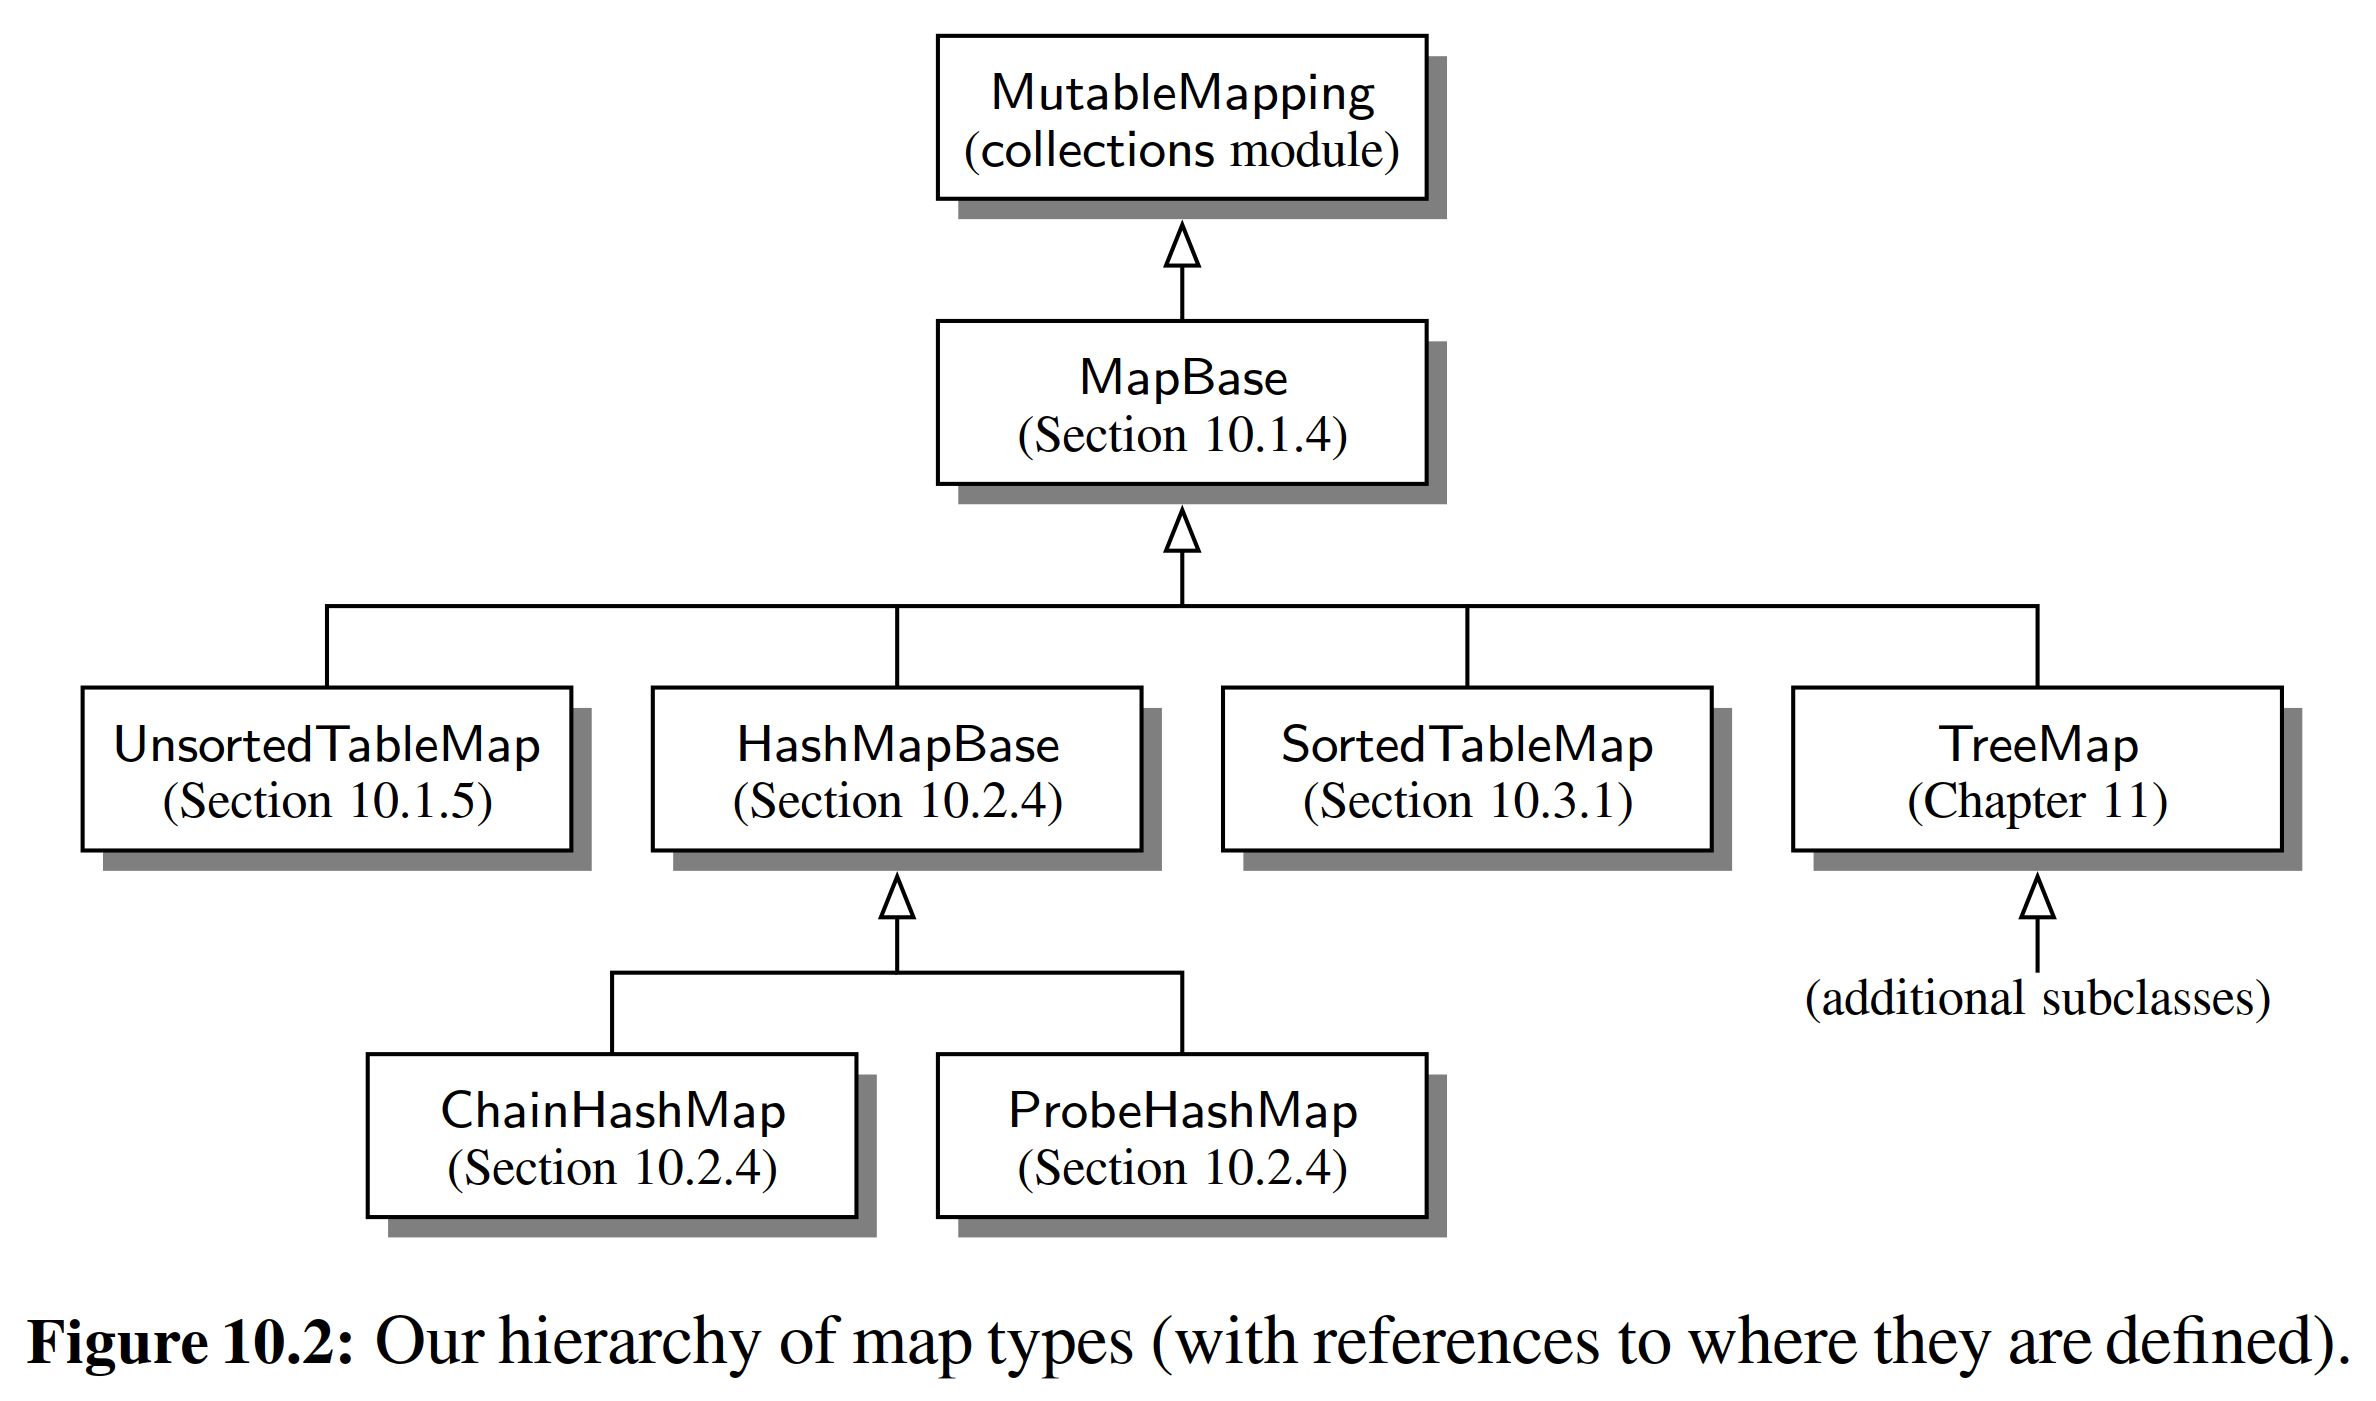 MutableMapping
(collections module)
MapBase
(Section 10.1.4)
UnsortedTableMap
(Section 10.1.5)
HashMapBase
(Section 10.2.4)
SortedTableMap
(Section 10.3.1)
TreeMap
(Chapter 11)
(additional subclasses)
ChainHashMap
(Section 10.2.4)
ProbeHashMap
(Section 10.2.4)
Figure 10.2: Our hierarchy of map types (with references to where they are defined).